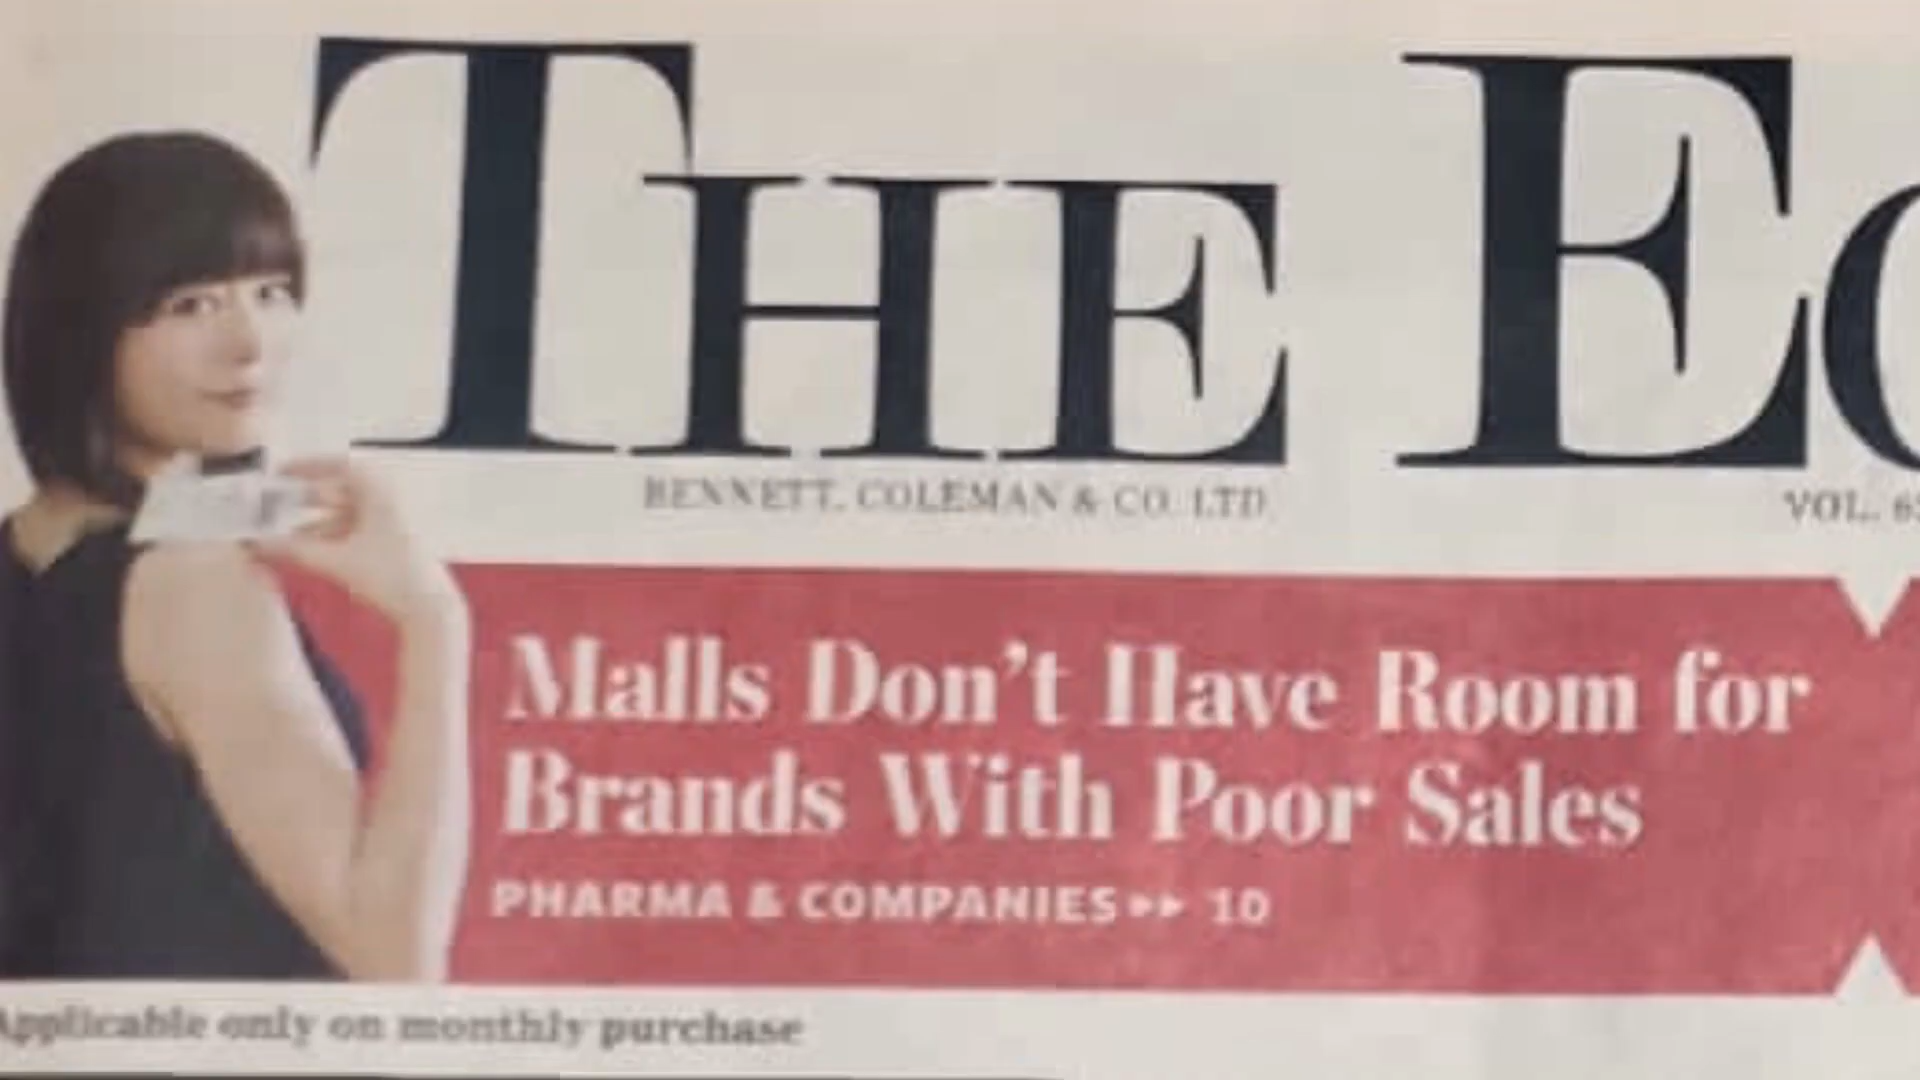 THE E
BENNETT, COLEMAN & CO. LTD.
VOL.
Malls Don't Have Room for
Brands With Poor Sales
PHARMA & COMPANIES ▸▸ 10
Applicable only on monthly purchase